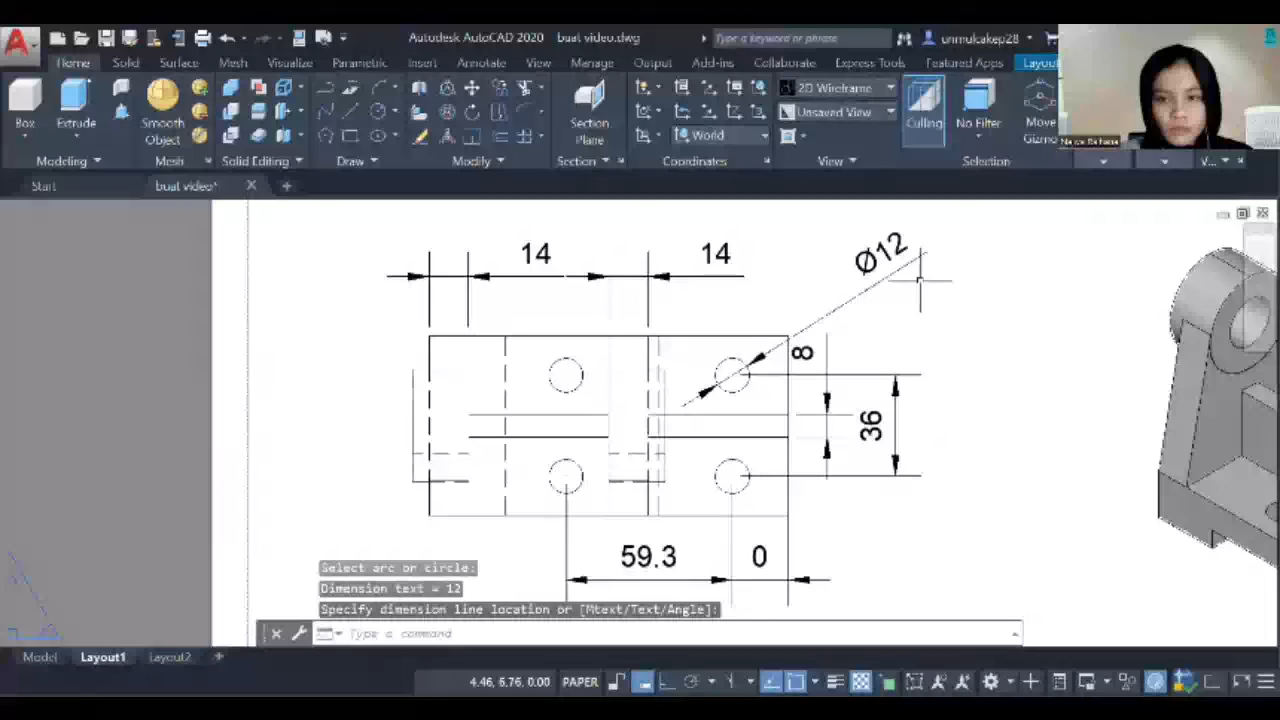 Autodesk AutoCAD 2020 buat video.dwg
Type a keyword or phrase
unmulcakep28
Home Solid Surface Mesh Visualize Parametric Insert Annotate View Manage Output Add-ins Collaborate Express Tools Featured Apps Layout
Box Extrude Smooth Object Section Plane World 2D Wireframe Unsaved View Culling No Filter Move Gizmo
Modeling Mesh Solid Editing Draw Modify Section Coordinates View Selection V...
Start buat video*
14 14 Ø12
8
36
59.3 0
Select arc or circle:
Dimension text = 12
Specify dimension line location or [Mtext/Text/Angle]:
Type a command
Model Layout1 Layout2 +
4.46, 6.76, 0.00 PAPER